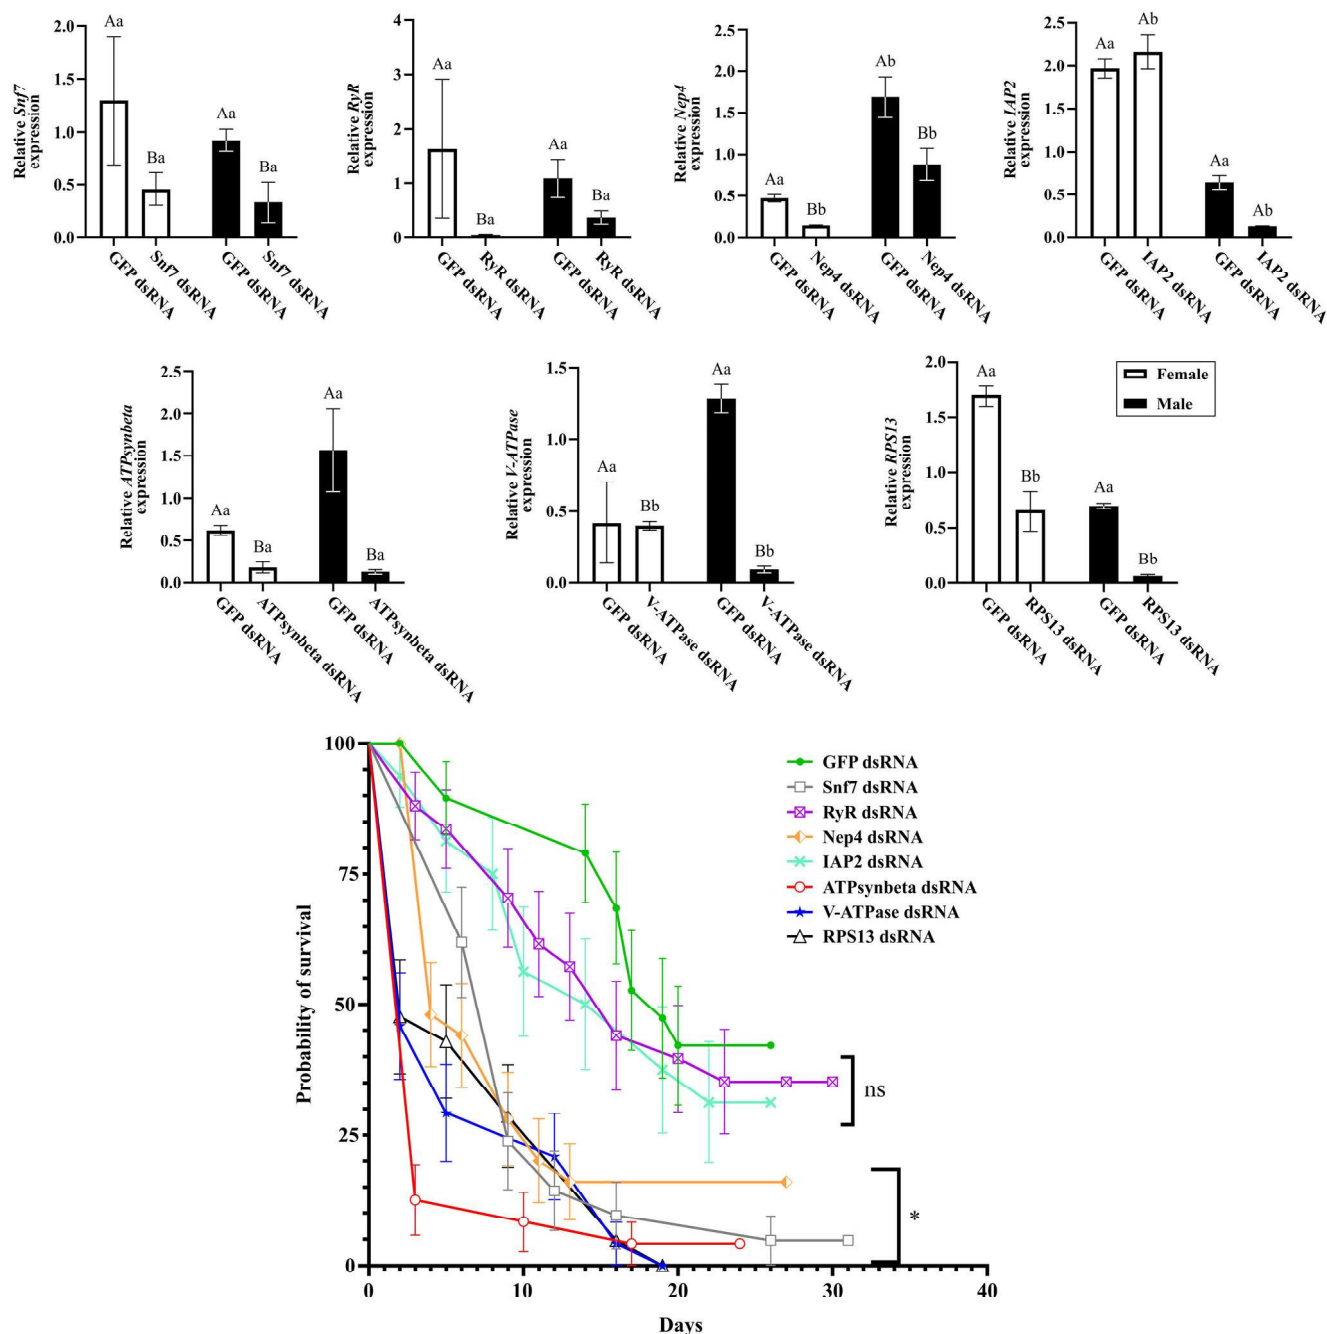 Relative Snf7
expression
2.0
1.5
1.0
0.5
0.0
Aa
Ba
Aa
Ba
GFP dsRNA
Snf7 dsRNA
GFP dsRNA
Snf7 dsRNA
Relative RyR
expression
4
3
2
1
0
Aa
Ba
Aa
Ba
GFP dsRNA
RyR dsRNA
GFP dsRNA
RyR dsRNA
Relative Nep4
expression
2.5
2.0
1.5
1.0
0.5
0.0
Aa
Bb
Ab
Bb
GFP dsRNA
Nep4 dsRNA
GFP dsRNA
Nep4 dsRNA
Relative IAP2
expression
2.5
2.0
1.5
1.0
0.5
0.0
Aa
Ab
Aa
Ab
GFP dsRNA
IAP2 dsRNA
GFP dsRNA
IAP2 dsRNA
Relative ATPsynbeta
expression
2.5
2.0
1.5
1.0
0.5
0.0
Aa
Ba
Aa
Ba
GFP dsRNA
ATPsynbeta dsRNA
GFP dsRNA
ATPsynbeta dsRNA
Relative V-ATPase
expression
1.5
1.0
0.5
0.0
Aa
Bb
Aa
Bb
GFP dsRNA
V-ATPase dsRNA
GFP dsRNA
V-ATPase dsRNA
Relative RPS13
expression
2.0
1.5
1.0
0.5
0.0
Aa
Bb
Aa
Bb
GFP dsRNA
RPS13 dsRNA
GFP dsRNA
RPS13 dsRNA
Female
Male
Probability of survival
100
75
50
25
0
GFP dsRNA
Snf7 dsRNA
RyR dsRNA
Nep4 dsRNA
IAP2 dsRNA
ATPsynbeta dsRNA
V-ATPase dsRNA
RPS13 dsRNA
ns
*
0
10
20
30
40
Days